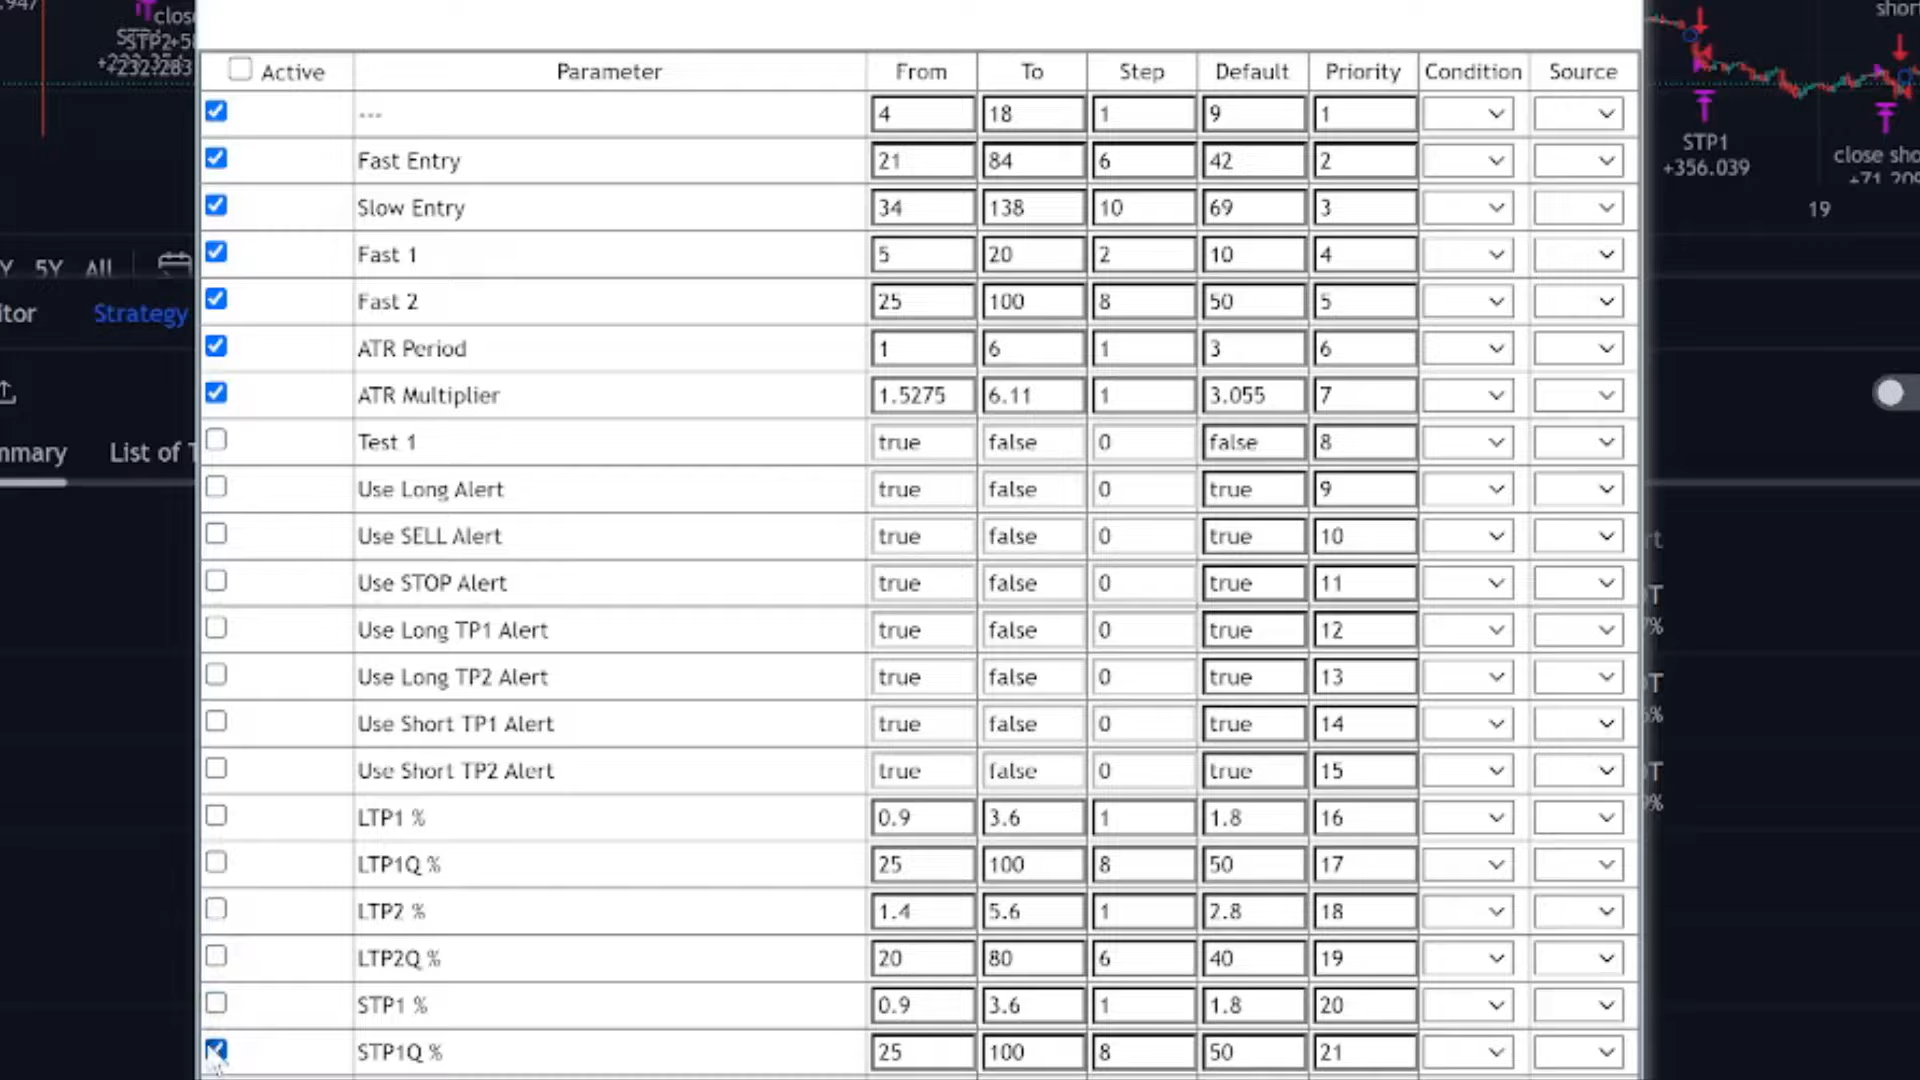 Active Parameter From To Step Default Priority Condition Source
--- 4 18 1 9 1
Fast Entry 21 84 6 42 2
Slow Entry 34 138 10 69 3
Fast 1 5 20 2 10 4
Fast 2 25 100 8 50 5
ATR Period 1 6 1 3 6
ATR Multiplier 1.5275 6.11 1 3.055 7
Test 1 true false 0 false 8
Use Long Alert true false 0 true 9
Use SELL Alert true false 0 true 10
Use STOP Alert true false 0 true 11
Use Long TP1 Alert true false 0 true 12
Use Long TP2 Alert true false 0 true 13
Use Short TP1 Alert true false 0 true 14
Use Short TP2 Alert true false 0 true 15
LTP1 % 0.9 3.6 1 1.8 16
LTP1Q % 25 100 8 50 17
LTP2 % 1.4 5.6 1 2.8 18
LTP2Q % 20 80 6 40 19
STP1 % 0.9 3.6 1 1.8 20
STP1Q % 25 100 8 50 21
5Y All
Strategy
List of
STP1
+356.039
close
19